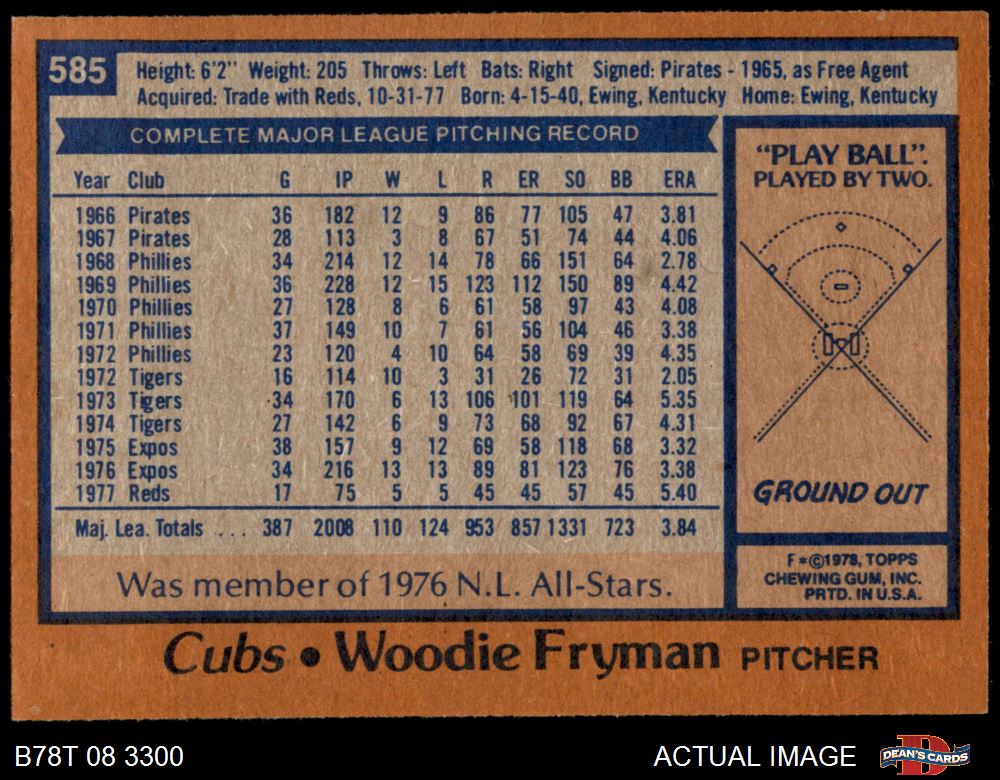 585
Height: 6'2" Weight: 205 Throws: Left Bats: Right Signed: Pirates - 1965, as Free Agent
Acquired: Trade with Reds, 10-31-77 Born: 4-15-40, Ewing, Kentucky Home: Ewing, Kentucky
COMPLETE MAJOR LEAGUE PITCHING RECORD
Year Club G IP W L R ER SO BB ERA
1966 Pirates 36 182 12 9 86 77 105 47 3.81
1967 Pirates 28 113 3 8 67 51 74 44 4.06
1968 Phillies 34 214 12 14 78 66 151 64 2.78
1969 Phillies 36 228 12 15 123 112 150 89 4.42
1970 Phillies 27 128 8 6 61 58 97 43 4.08
1971 Phillies 37 149 10 7 61 56 104 46 3.38
1972 Phillies 23 120 4 10 64 58 69 39 4.35
1972 Tigers 16 114 10 3 31 26 72 31 2.05
1973 Tigers 34 170 6 13 106 101 119 64 5.35
1974 Tigers 27 142 6 9 73 68 92 67 4.31
1975 Expos 38 157 9 12 69 58 118 68 3.32
1976 Expos 34 216 13 13 89 81 123 76 3.38
1977 Reds 17 75 5 5 45 45 57 45 5.40
Maj. Lea. Totals ... 387 2008 110 124 953 857 1331 723 3.84
Was member of 1976 N.L. All-Stars.
"PLAY BALL".
PLAYED BY TWO.
GROUND OUT
F*©1978, TOPPS
CHEWING GUM, INC.
PRTD. IN U.S.A.
Cubs • Woodie Fryman PITCHER
B78T 08 3300
ACTUAL IMAGE
DEAN'S CARDS